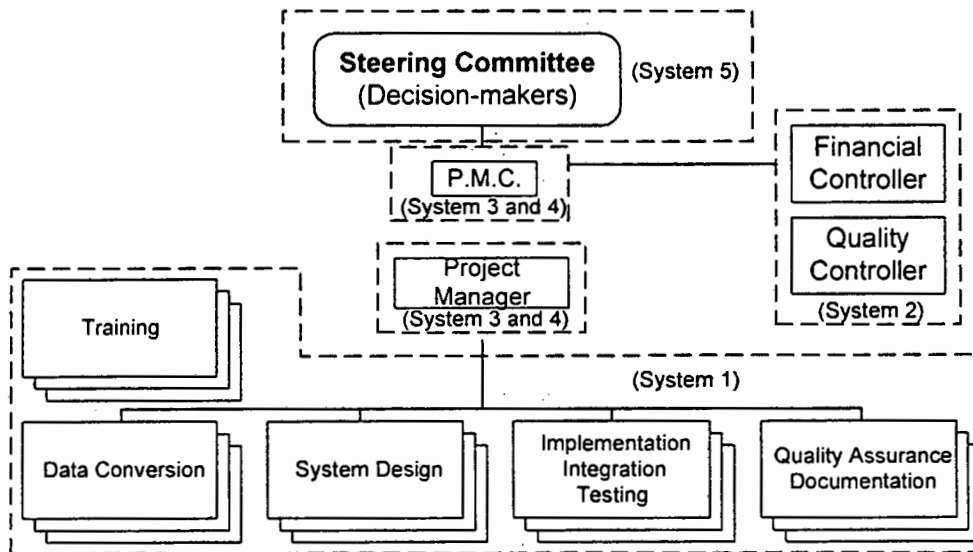 Steering Committee
(Decision-makers)
(System 5)
P.M.C.
(System 3 and 4)
Financial
Controller
Quality
Controller
(System 2)
Project
Manager
(System 3 and 4)
Training
(System 1)
Data Conversion
System Design
Implementation
Integration
Testing
Quality Assurance
Documentation